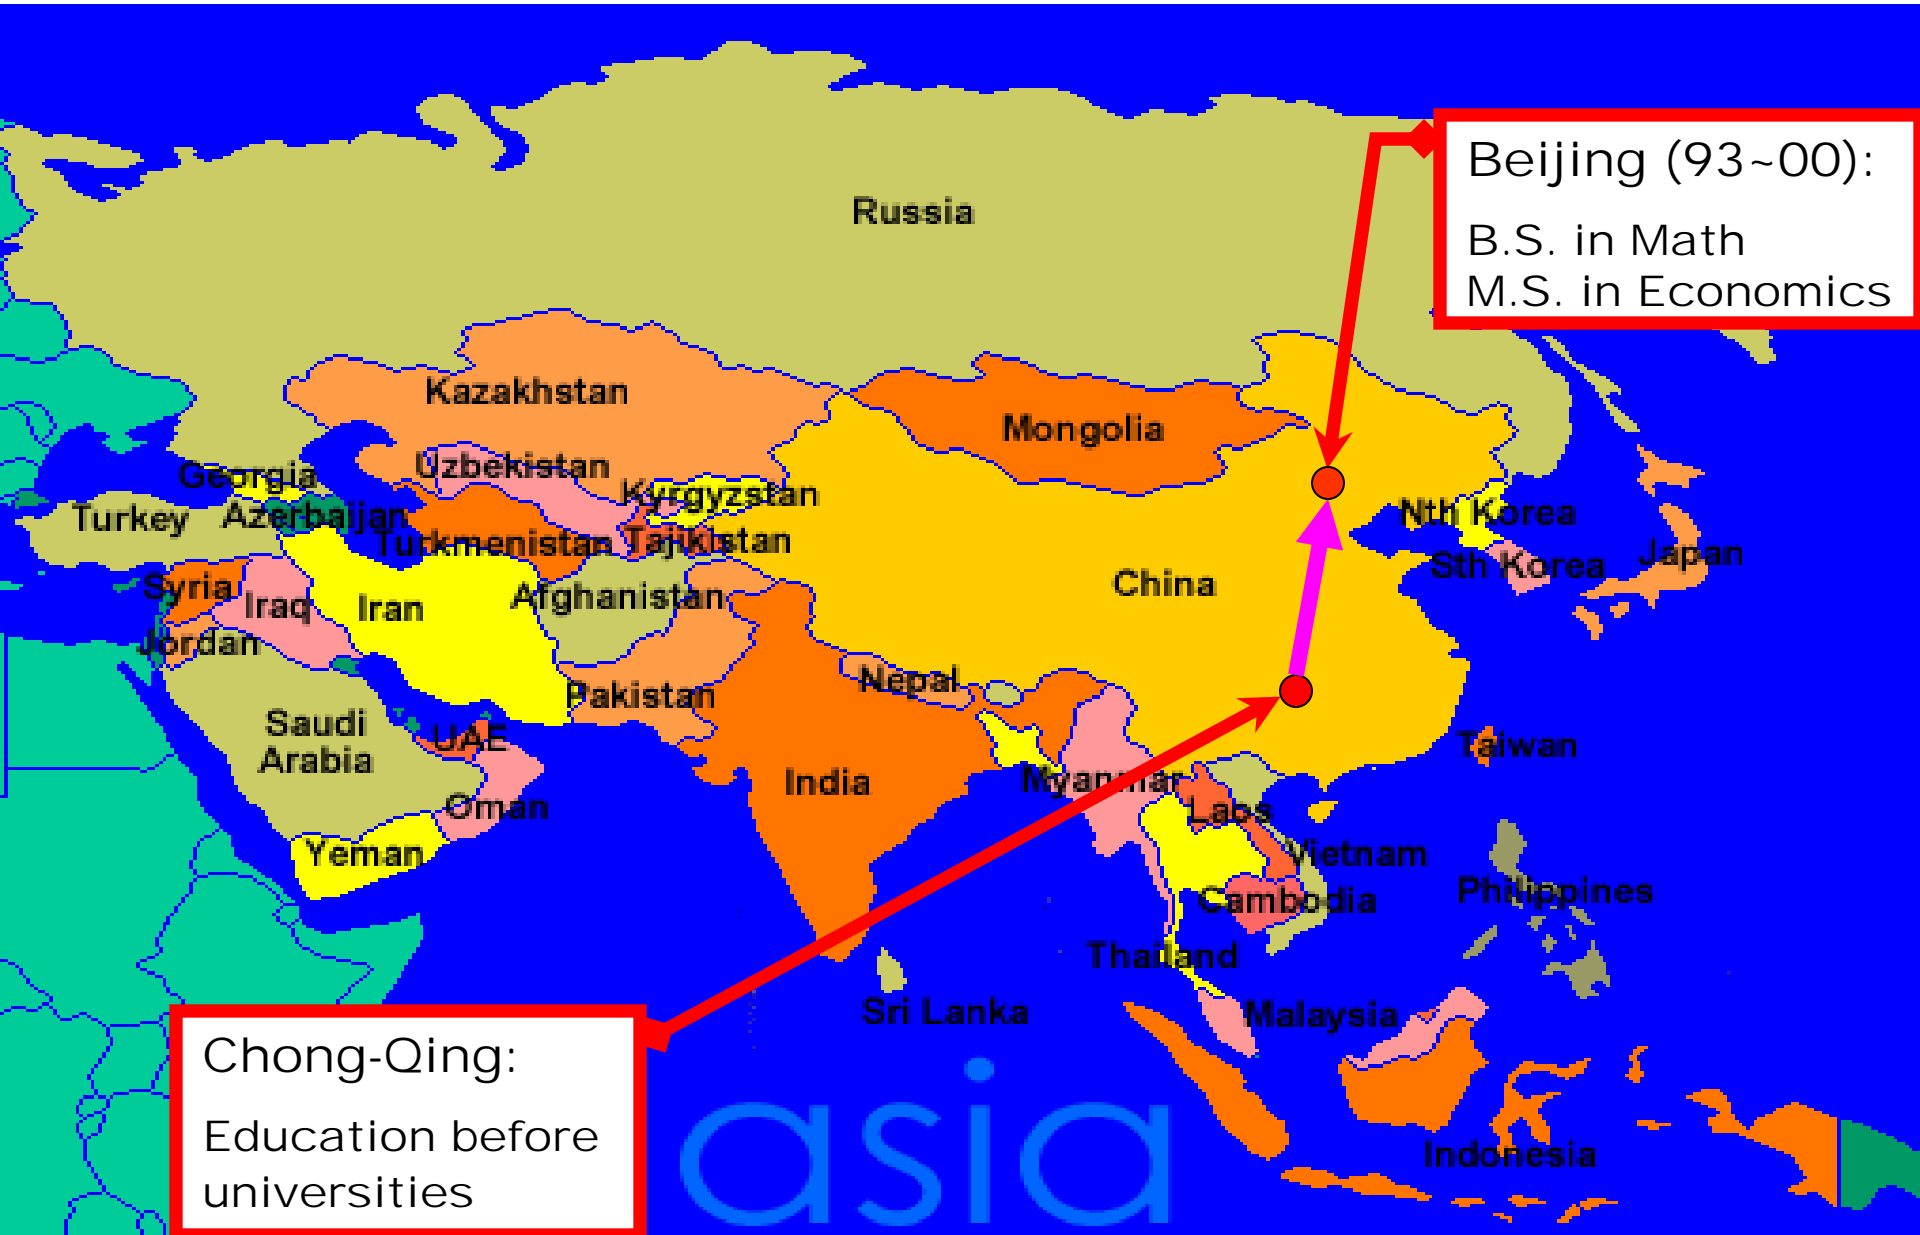 Beijing (93~00):
B.S. in Math
M.S. in Economics
Russia
Kazakhstan
Mongolia
Uzbekistan
Georgia
Kyrgyzstan
Turkey
Azerbaijan
Nth Korea
Turkmenistan
Tajikistan
Japan
Sth Korea
China
Syria
Iraq
Iran
Afghanistan
Jordan
Nepal
Pakistan
Saudi
Arabia
UAE
Taiwan
India
Myanmar
Oman
Laos
Yeman
Vietnam
Philippines
Cambodia
Thailand
Sri Lanka
Malaysia
Chong-Qing:
Education before
universities
asia
Indonesia